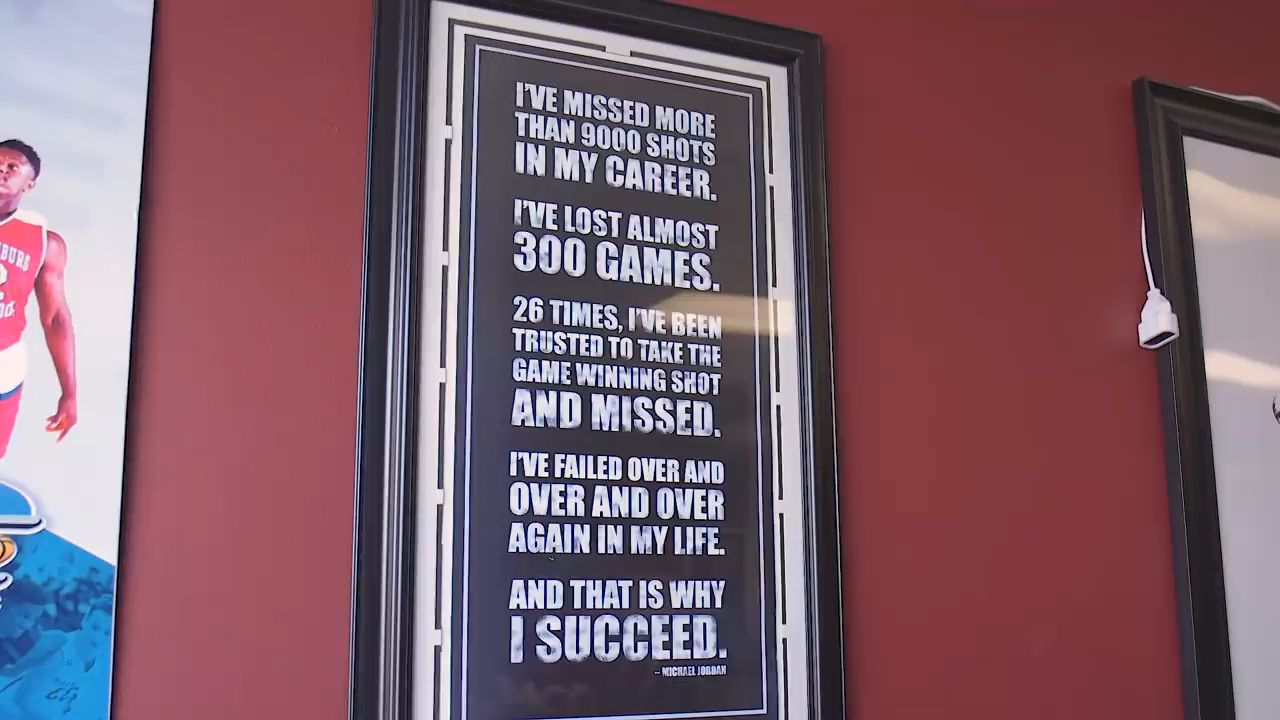 I'VE MISSED MORE
THAN 9000 SHOTS
IN MY CAREER.
I'VE LOST ALMOST
300 GAMES.
26 TIMES, I'VE BEEN
TRUSTED TO TAKE THE
GAME WINNING SHOT
AND MISSED.
I'VE FAILED OVER AND
OVER AND OVER
AGAIN IN MY LIFE.
AND THAT IS WHY
I SUCCEED.
– MICHAEL JORDAN